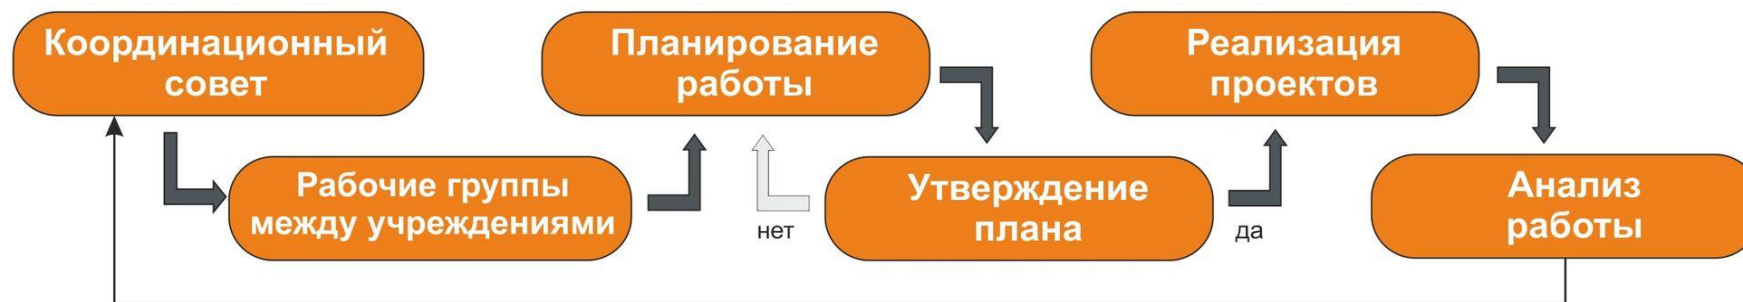 Координационный
совет
Рабочие группы
между учреждениями
Планирование
работы
нет
Утверждение
плана
да
Реализация
проектов
Анализ
работы